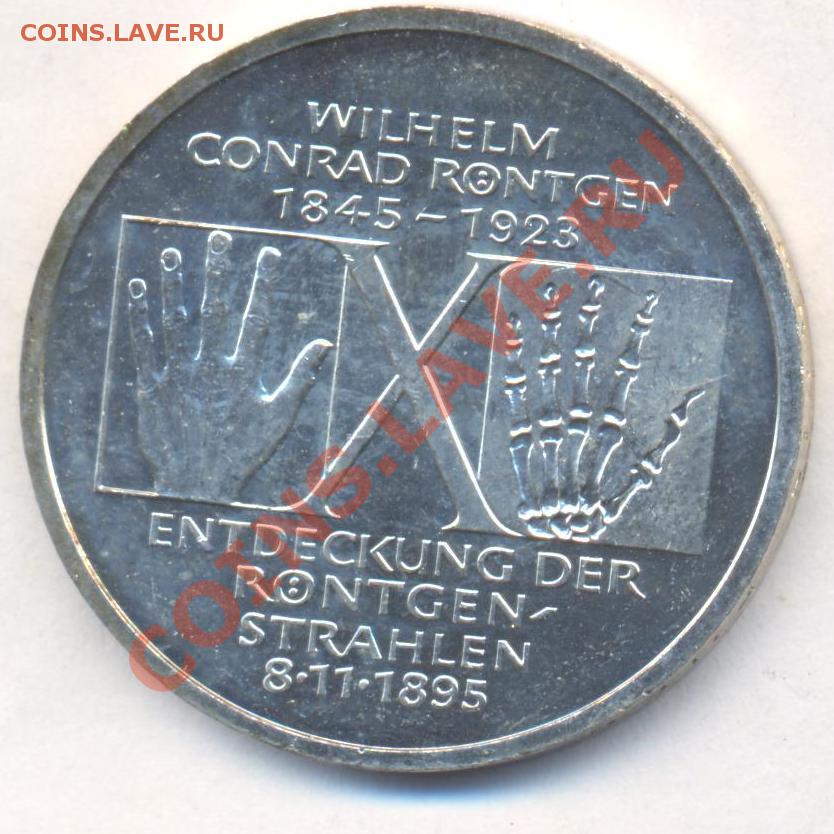 COINS.LAVE.RU
WILHELM
CONRAD RÖNTGEN
1845–1923
X
ENTDECKUNG DER
RÖNTGEN-
STRAHLEN
8·11·1895
COINS.LAVE.RU